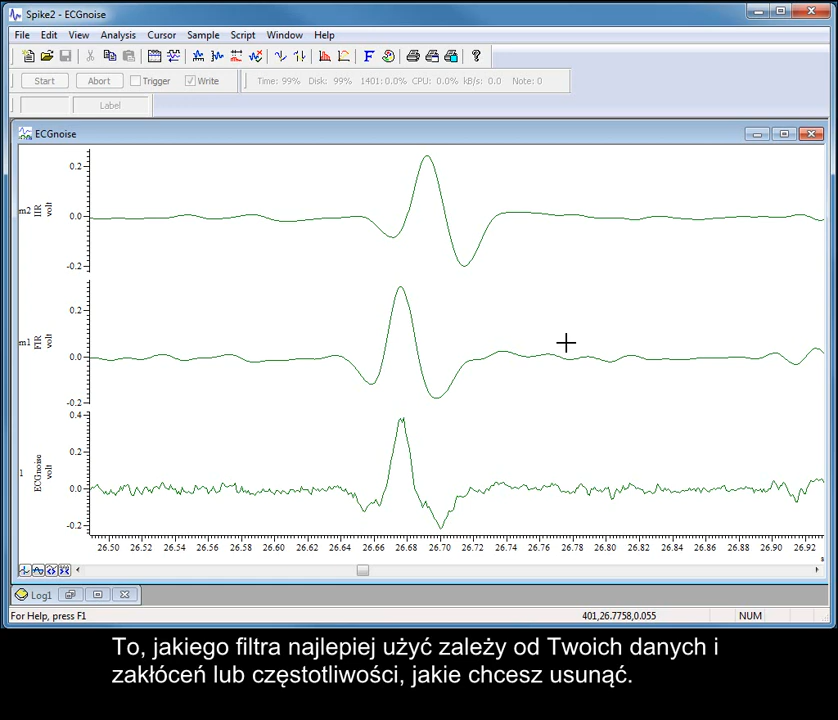 Spike2 - ECGnoise
File Edit View Analysis Cursor Sample Script Window Help
Start Abort Trigger Write Time: 99% Disk: 99% 1401: 0.0% CPU: 0.0% kB/s: 0.0 Note: 0
Label
ECGnoise
m2 IIR volt
0.2
0.0
-0.2
m1 FIR volt
0.2
0.0
-0.2
1 ECGnoise volt
0.4
0.2
0.0
-0.2
26.50 26.52 26.54 26.56 26.58 26.60 26.62 26.64 26.66 26.68 26.70 26.72 26.74 26.76 26.78 26.80 26.82 26.84 26.86 26.88 26.90 26.92
s
Log1
For Help, press F1 401,26.7758,0.055 NUM
To, jakiego filtra najlepiej użyć zależy od Twoich danych i
zakłóceń lub częstotliwości, jakie chcesz usunąć.